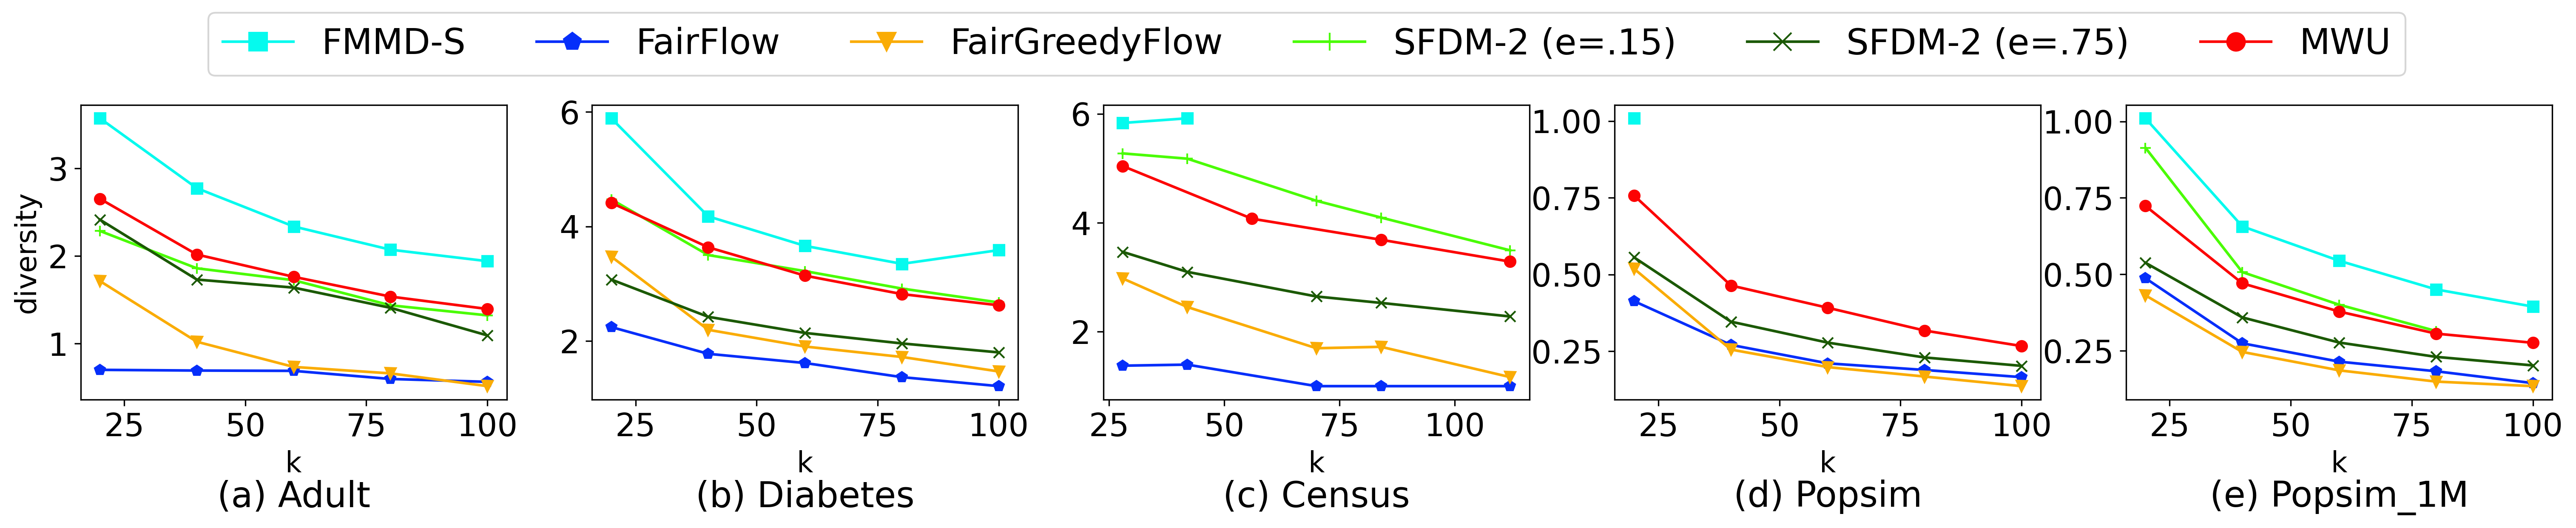 FMMD-S FairFlow FairGreedyFlow SFDM-2 (e=.15) SFDM-2 (e=.75) MWU
diversity
3
2
1
25 50 75 100
k
(a) Adult
6
4
2
25 50 75 100
k
(b) Diabetes
6
4
2
25 50 75 100
k
(c) Census
1.00
0.75
0.50
0.25
25 50 75 100
k
(d) Popsim
1.00
0.75
0.50
0.25
25 50 75 100
k
(e) Popsim_1M